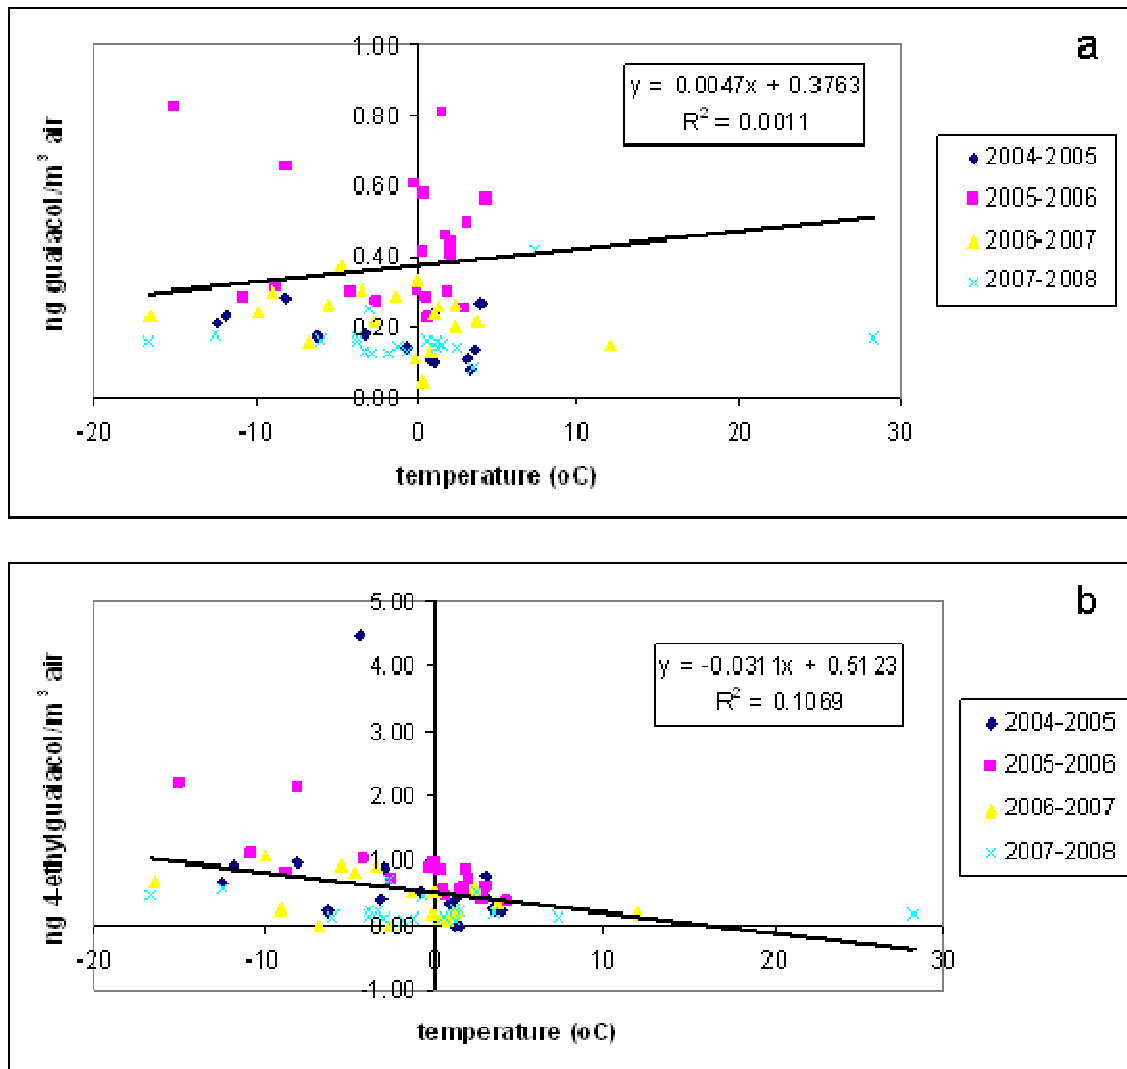 a
1.00
0.80
0.60
0.40
0.20
0.00
ng guaiacol/m³ air
y = 0.0047x + 0.3763
R² = 0.0011
2004-2005
2005-2006
2006-2007
2007-2008
-20 -10 0 10 20 30
temperature (oC)
b
5.00
4.00
3.00
2.00
1.00
0.00
-1.00
ng 4-ethylguaiacol/m³ air
y = -0.0311x + 0.5123
R² = 0.1069
2004-2005
2005-2006
2006-2007
2007-2008
-20 -10 0 10 20 30
temperature (oC)